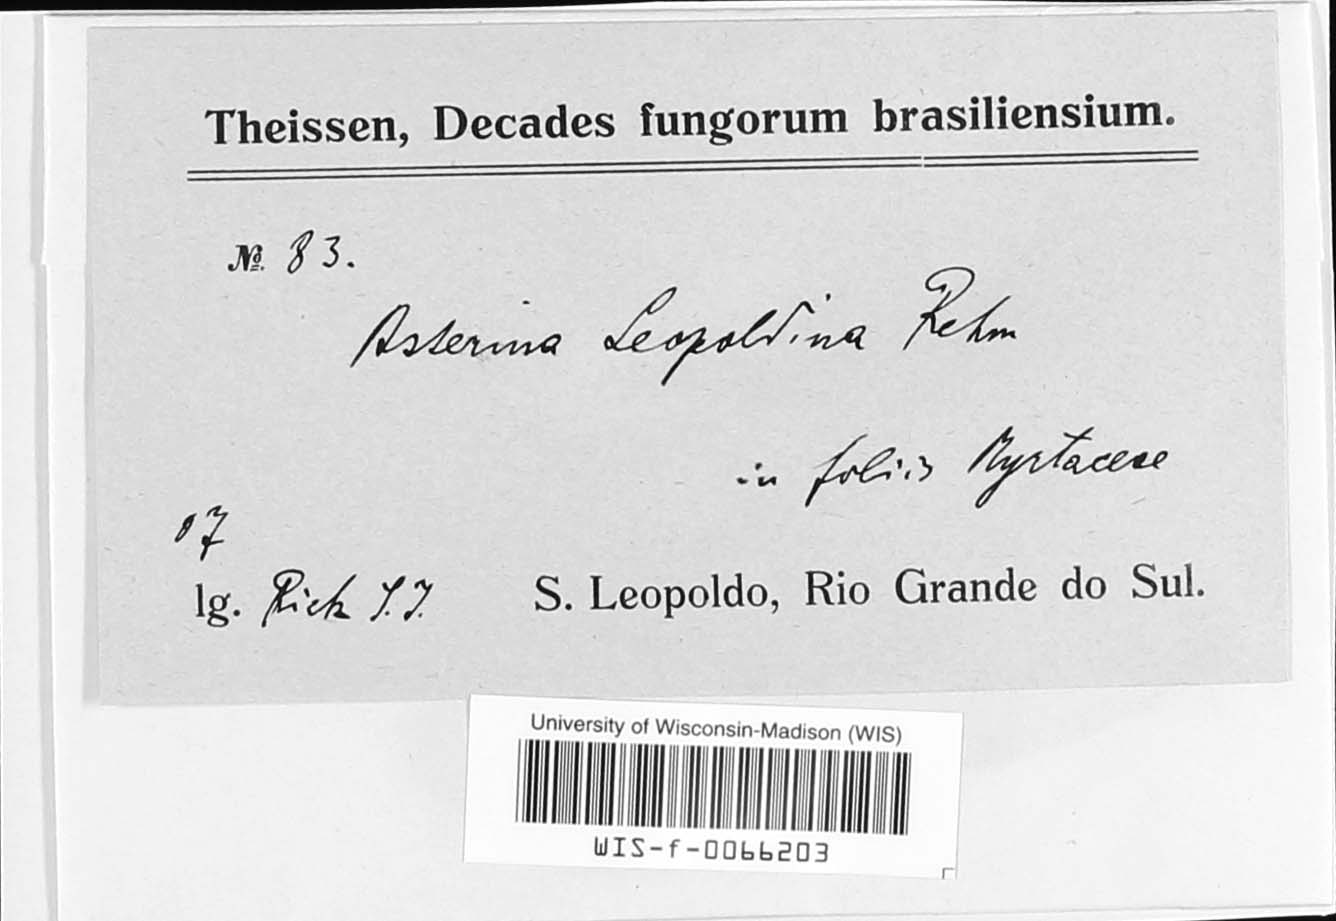 Theissen, Decades fungorum brasiliensium.
№ 83.
Asterina Leopoldina Rehm
in foliis Myrtaceae
07
lg. Rick S.J. S. Leopoldo, Rio Grande do Sul.
University of Wisconsin-Madison (WIS)
WIS-f-0066203